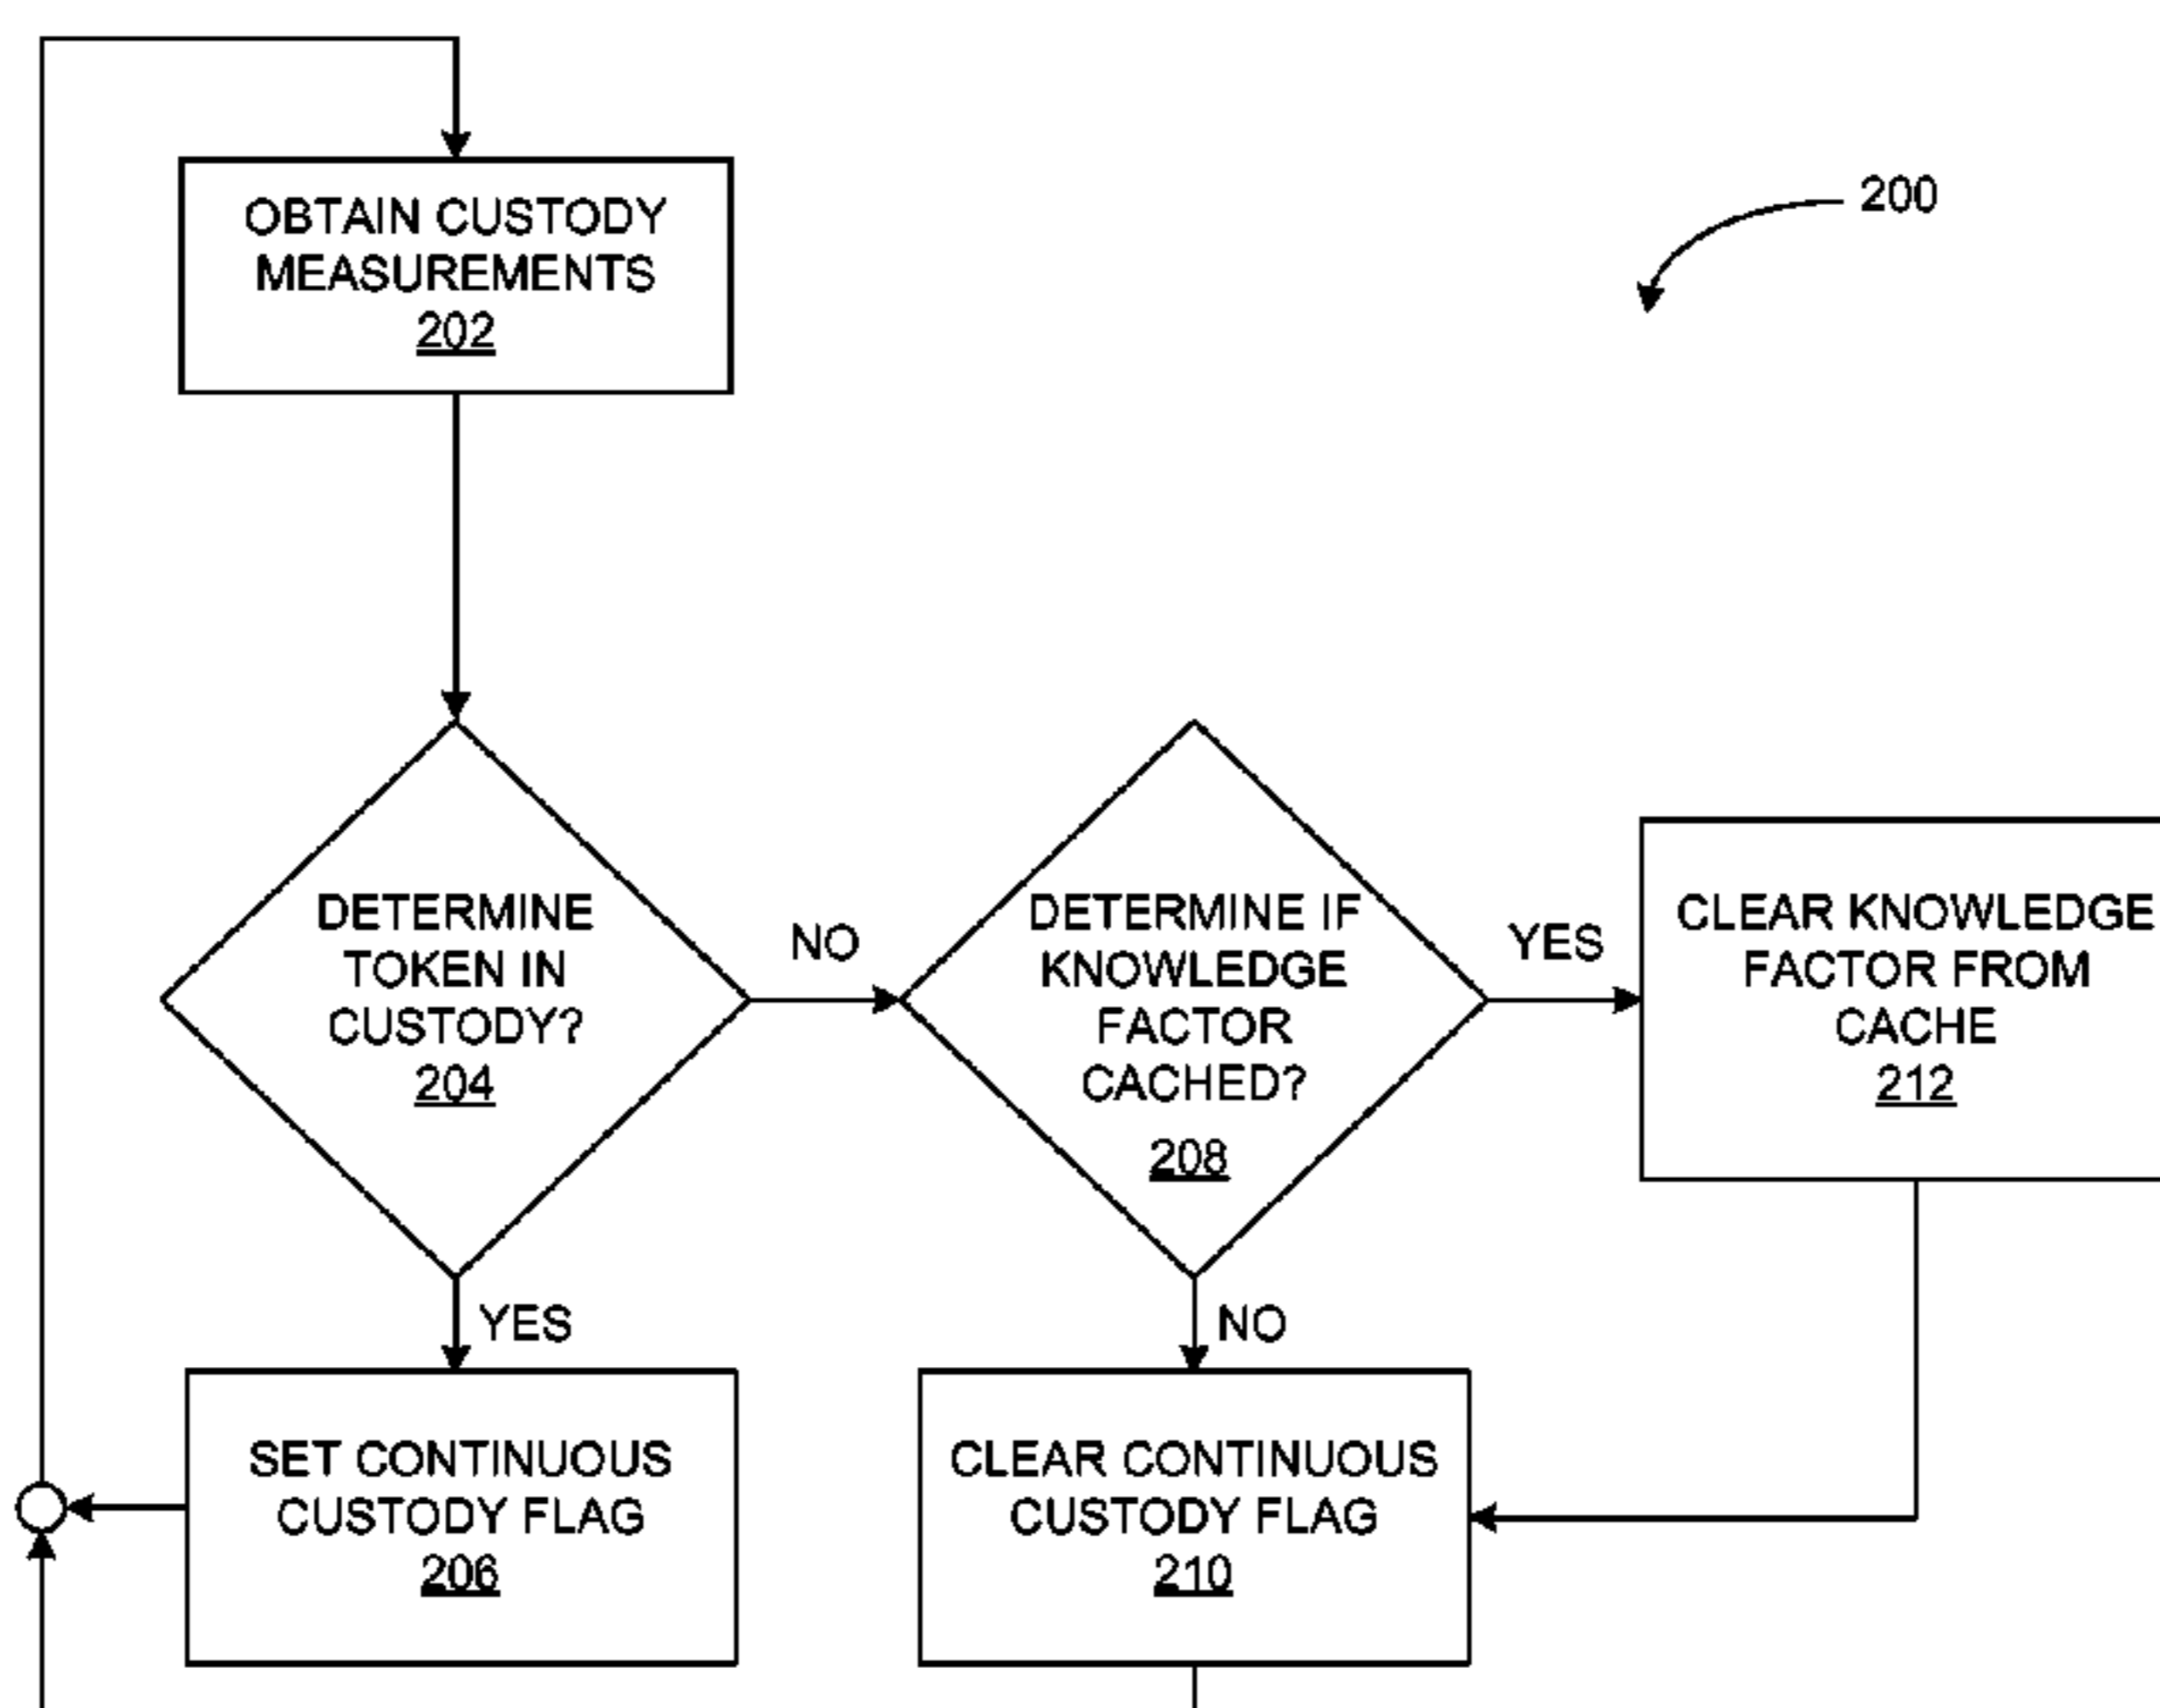 OBTAIN CUSTODY
MEASUREMENTS
202
200
DETERMINE
TOKEN IN
CUSTODY?
204
NO
DETERMINE IF
KNOWLEDGE
FACTOR
CACHED?
208
YES
CLEAR KNOWLEDGE
FACTOR FROM
CACHE
212
YES
NO
SET CONTINUOUS
CUSTODY FLAG
206
CLEAR CONTINUOUS
CUSTODY FLAG
210